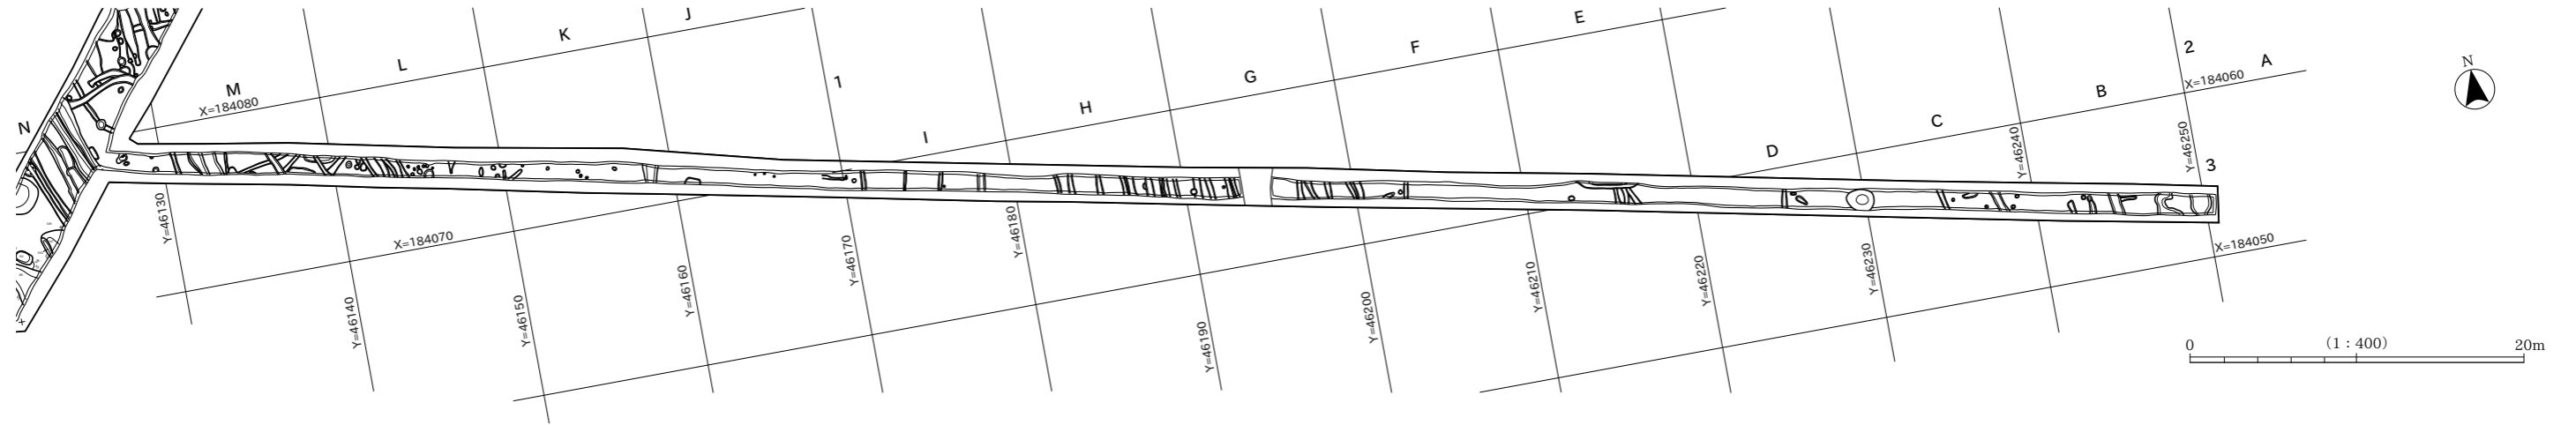 J
E
K
F
2
A
L
G
N
M
X=184080
1
H
B
X=184060
N
I
C
D
Y=46240
Y=46250
3
Y=46130
X=184070
Y=46140
Y=46150
Y=46160
Y=46170
Y=46180
Y=46190
Y=46200
Y=46210
Y=46220
Y=46230
X=184050
0 (1:400) 20m